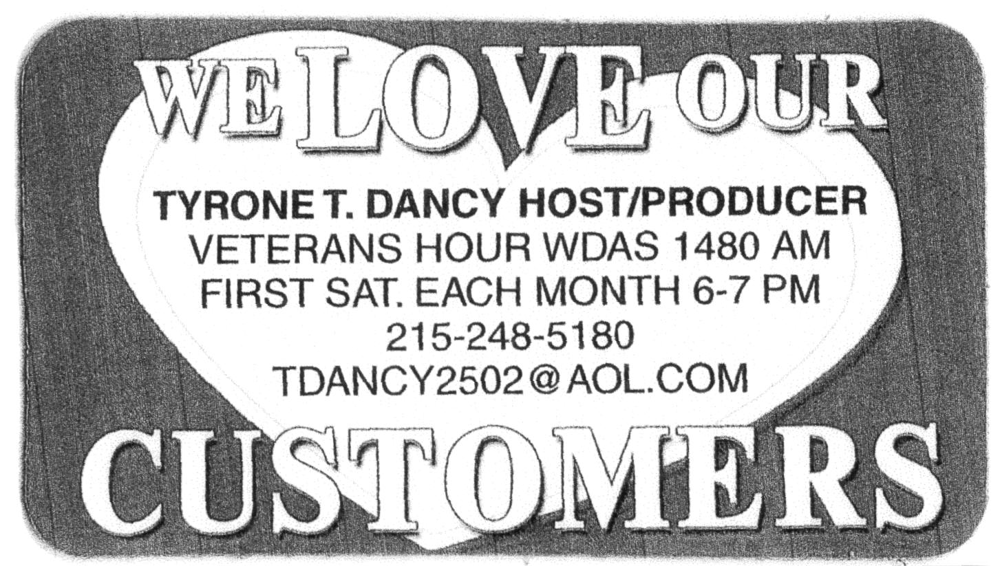 WE LOVE OUR
TYRONE T. DANCY HOST/PRODUCER
VETERANS HOUR WDAS 1480 AM
FIRST SAT. EACH MONTH 6-7 PM
215-248-5180
TDANCY2502@AOL.COM
CUSTOMERS